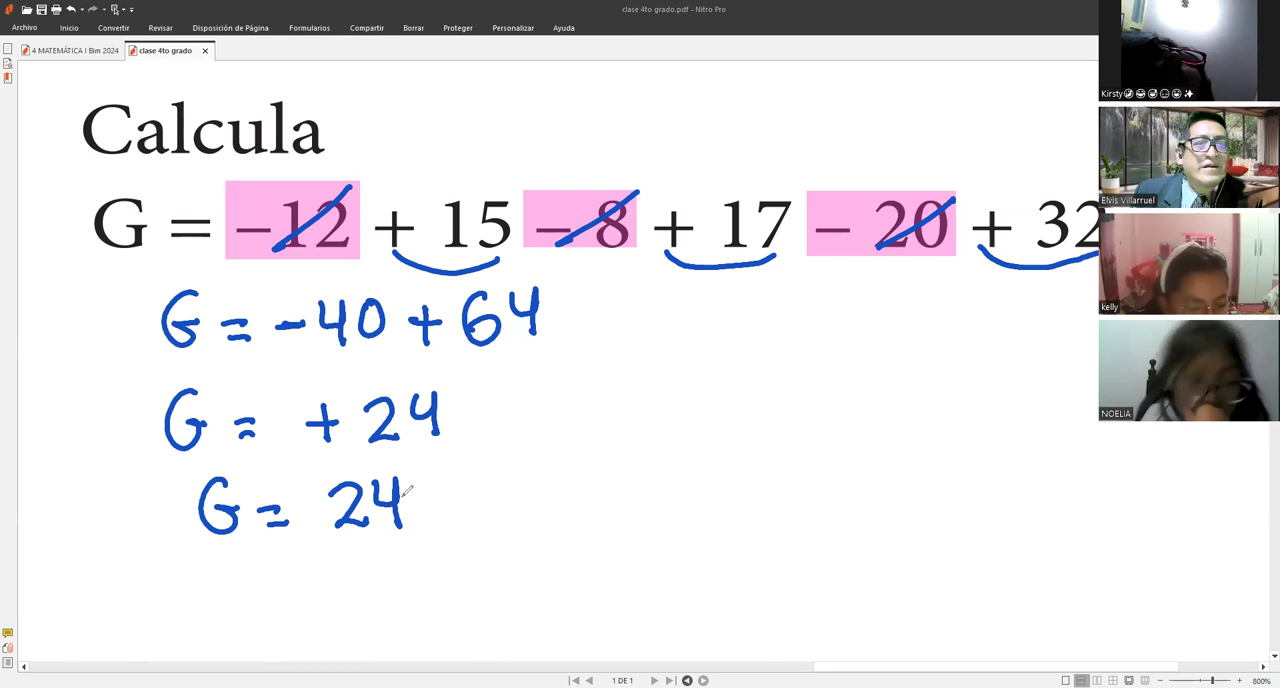 clase 4to grado.pdf - Nitro Pro
Archivo Inicio Convertir Revisar Disposición de Página Formularios Compartir Borrar Proteger Personalizar Ayuda
4 MATEMÁTICA I Bim 2024 clase 4to grado
Calcula
G = –12 + 15 – 8 + 17 – 20 + 32
G = -40 + 64
G = + 24
G = 24
Kirsty
Elvis Villarruel
kelly
NOELIA
1 DE 1
800%